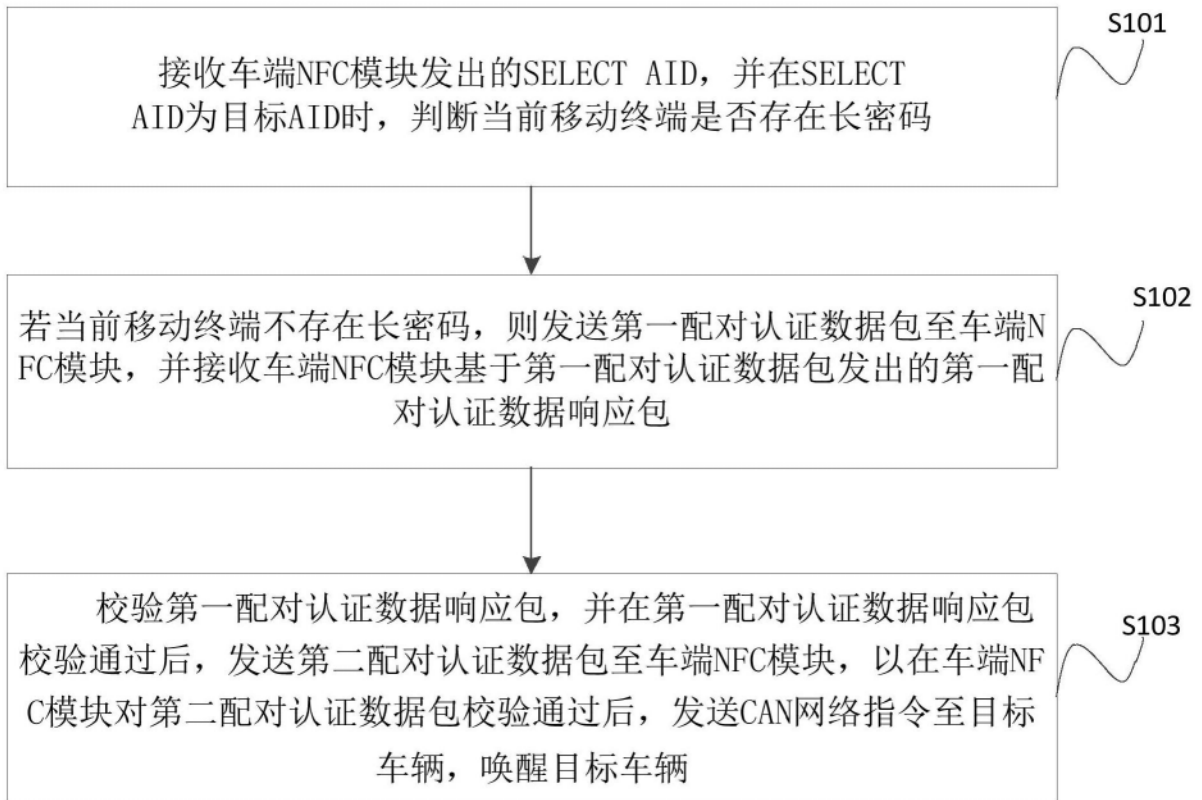 S101
接收车端NFC模块发出的SELECT AID，并在SELECT
AID为目标AID时，判断当前移动终端是否存在长密码
S102
若当前移动终端不存在长密码，则发送第一配对认证数据包至车端N
FC模块，并接收车端NFC模块基于第一配对认证数据包发出的第一配
对认证数据响应包
S103
校验第一配对认证数据响应包，并在第一配对认证数据响应包
校验通过后，发送第二配对认证数据包至车端NFC模块，以在车端NF
C模块对第二配对认证数据包校验通过后，发送CAN网络指令至目标
车辆，唤醒目标车辆